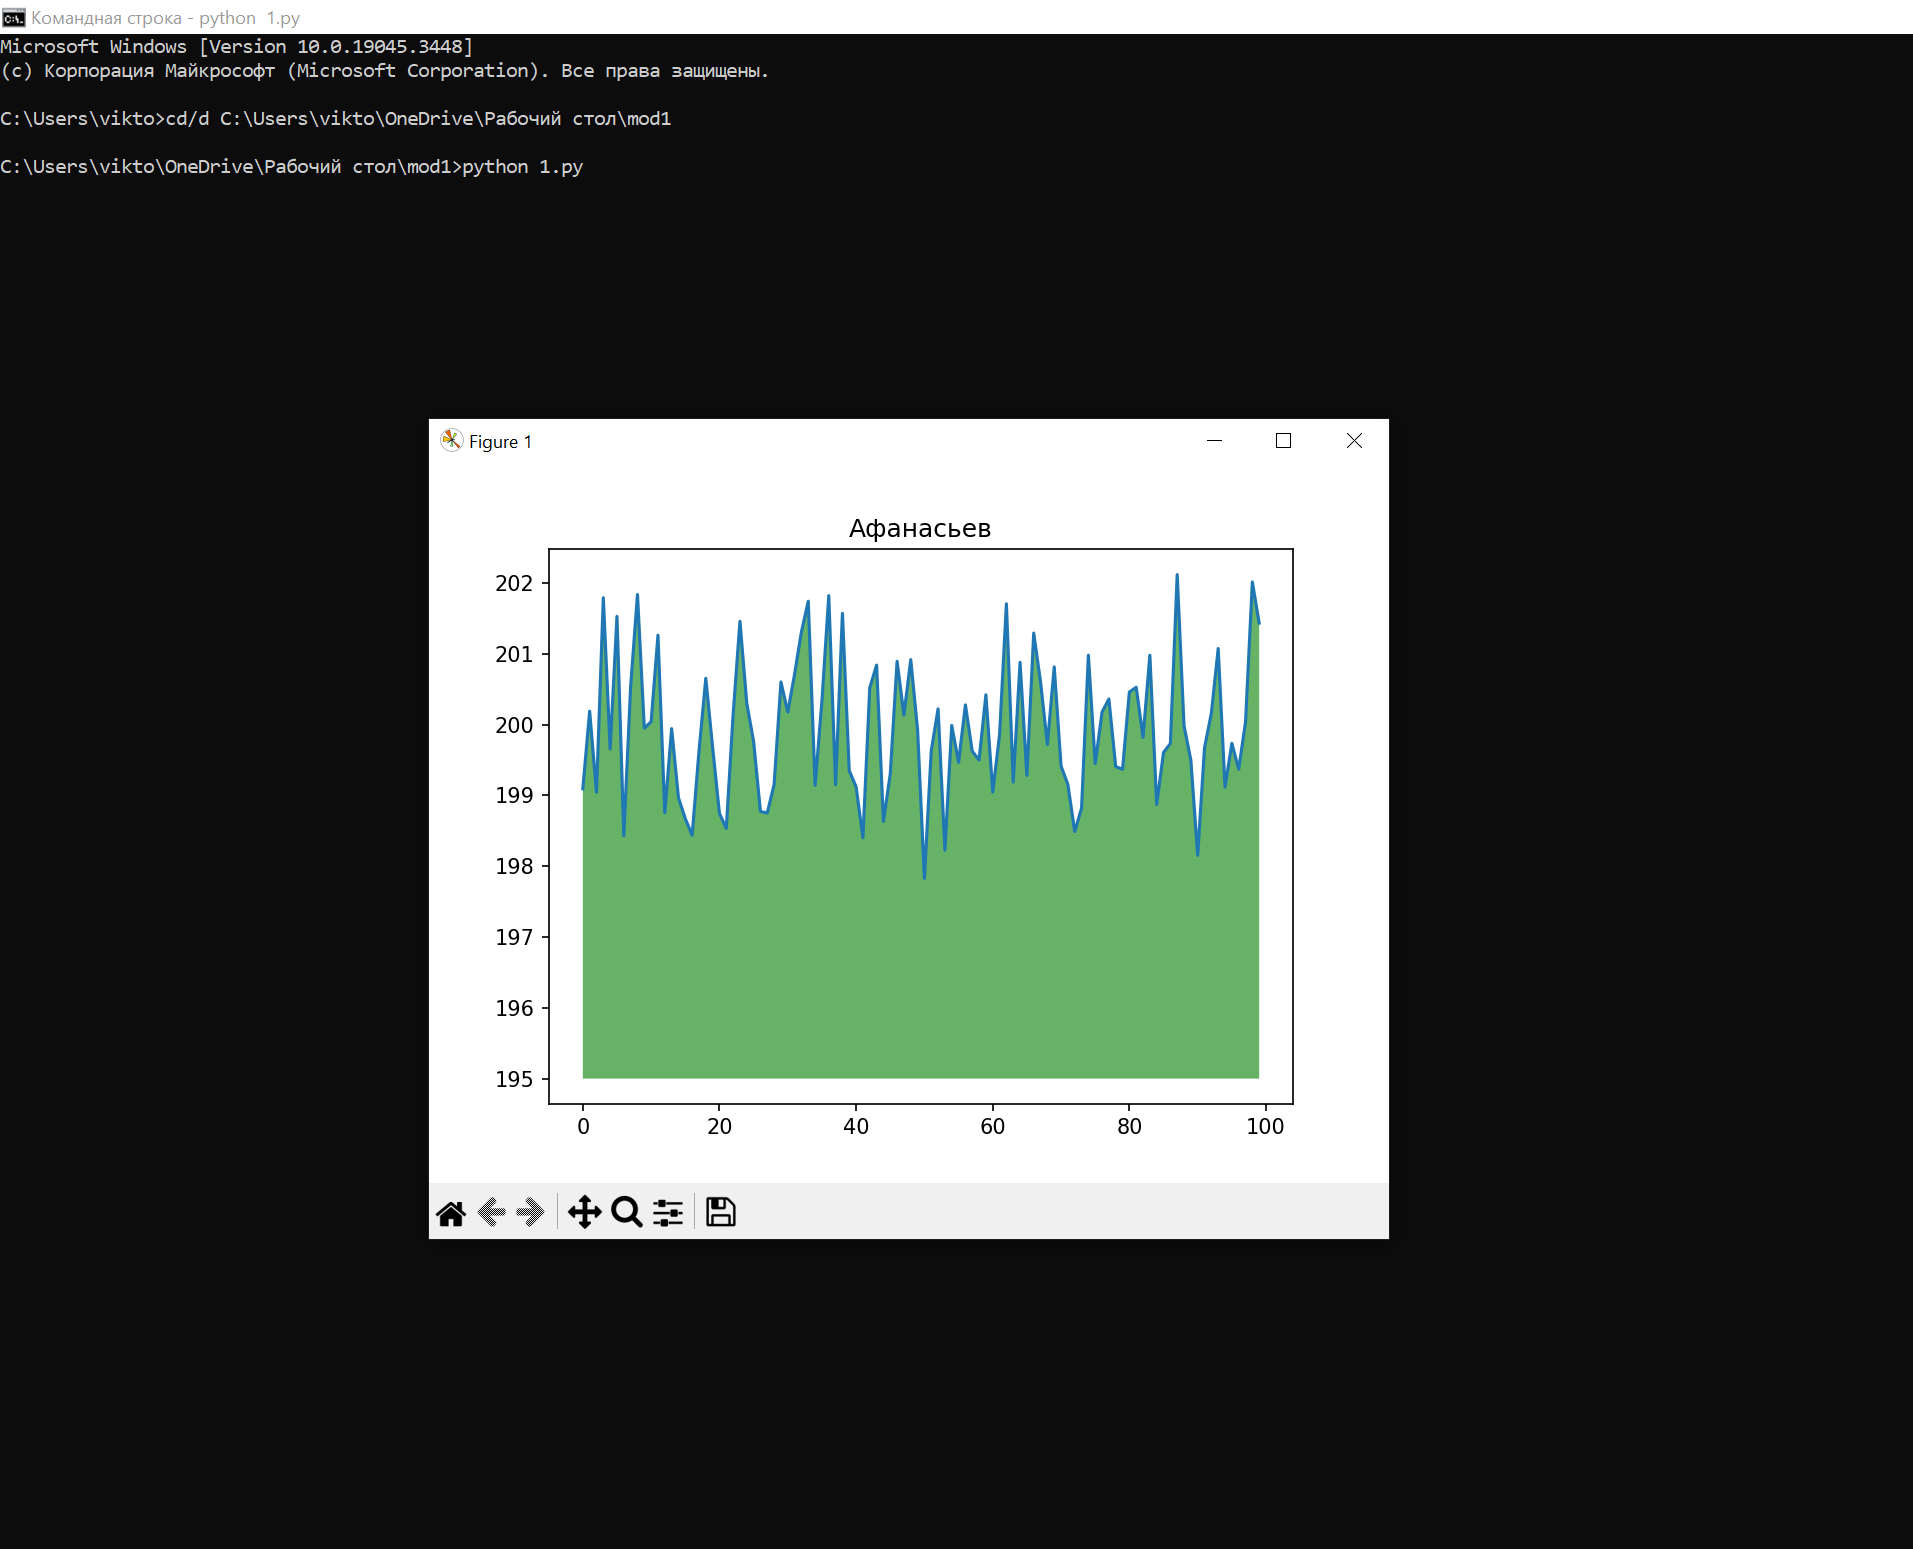 Командная строка - python  1.py
Microsoft Windows [Version 10.0.19045.3448]
(c) Корпорация Майкрософт (Microsoft Corporation). Все права защищены.
C:\Users\vikto>cd/d C:\Users\vikto\OneDrive\Рабочий стол\mod1
C:\Users\vikto\OneDrive\Рабочий стол\mod1>python 1.py
Figure 1
Афанасьев
202
201
200
199
198
197
196
195
0 20 40 60 80 100